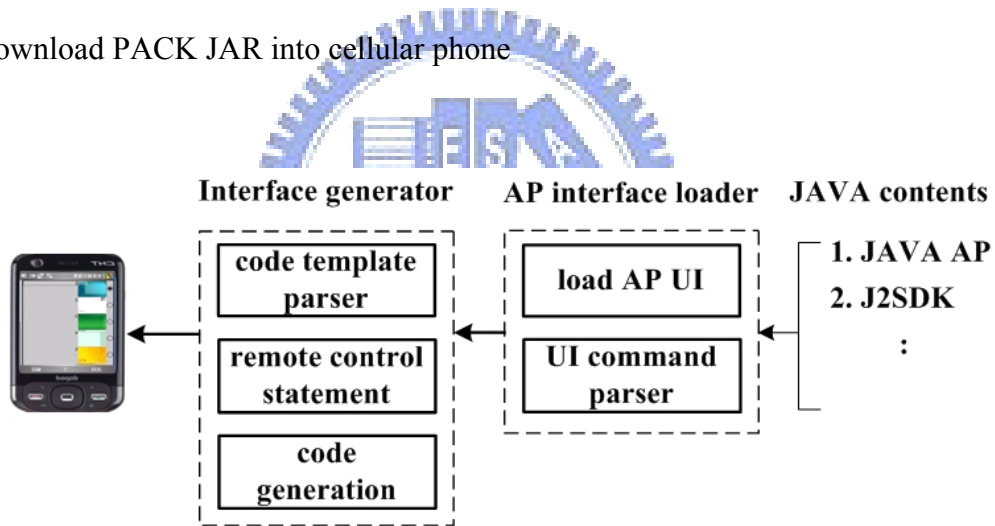 ownload PACK JAR into cellular phone
E S A
Interface generator
AP interface loader
JAVA contents
code template
parser
remote control
statement
code
generation
load AP UI
UI command
parser
1. JAVA AP
2. J2SDK
: